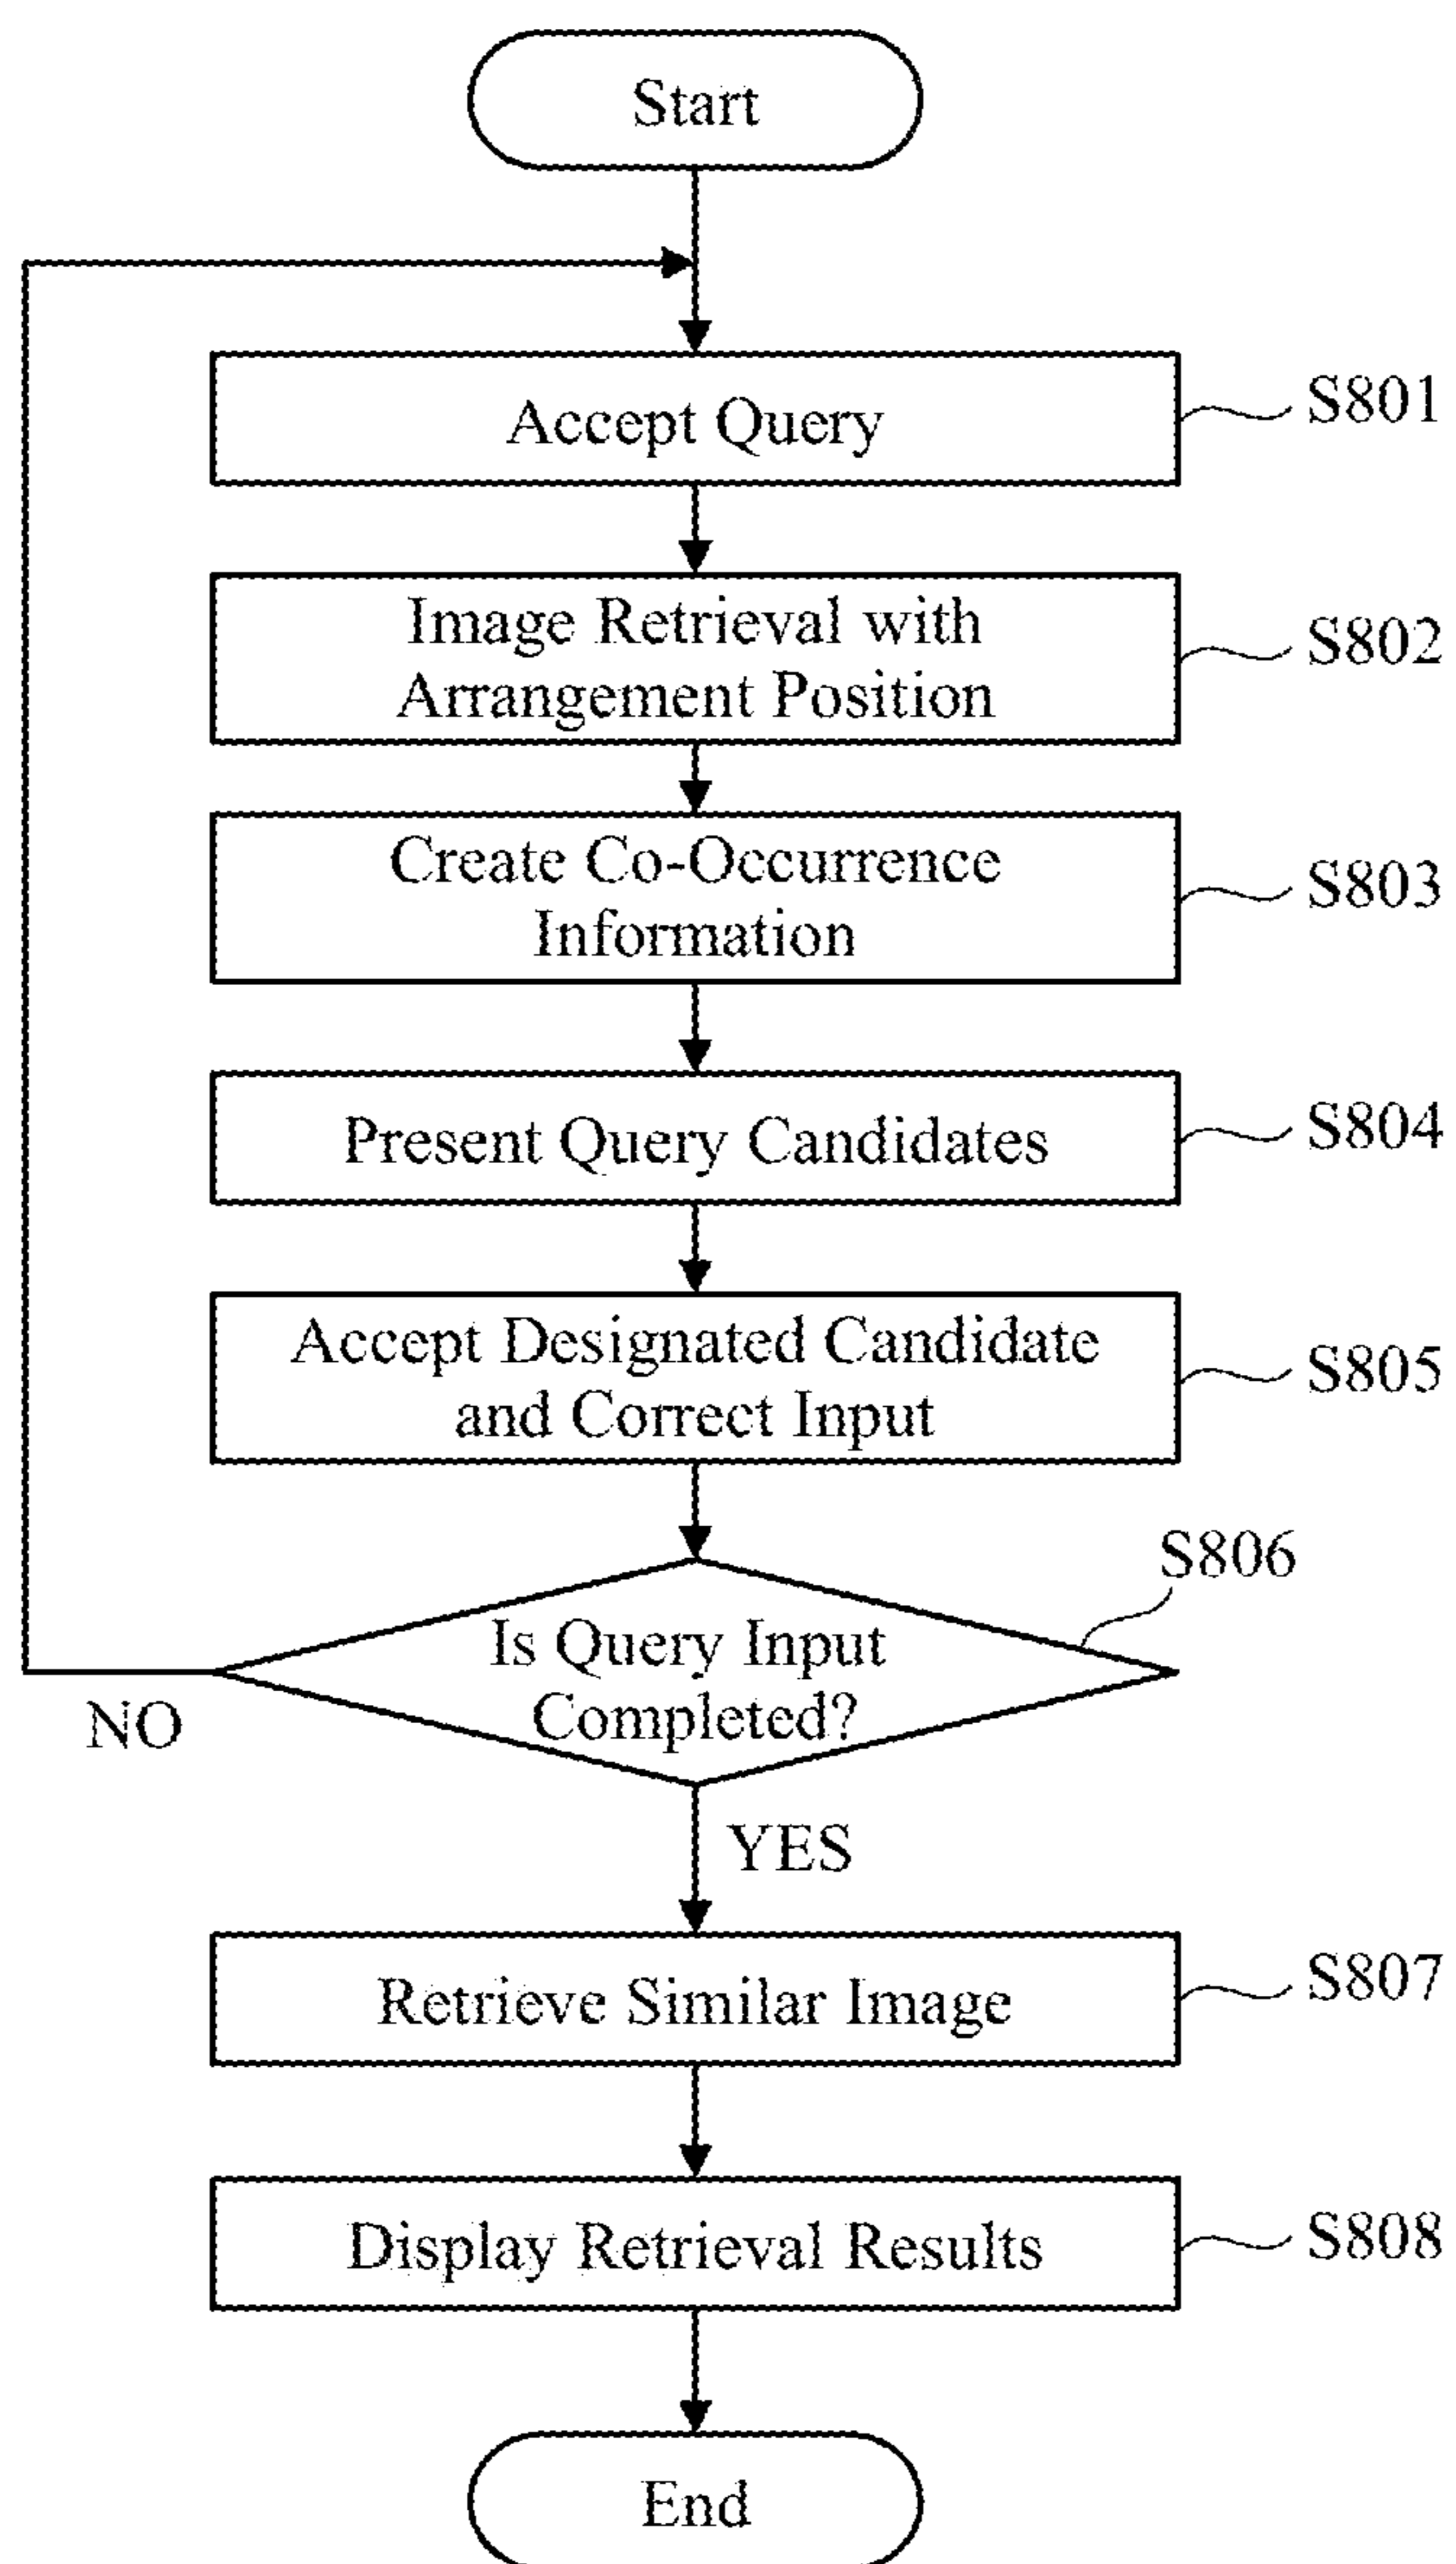 Start
Accept Query
S801
Image Retrieval with
Arrangement Position
S802
Create Co-Occurrence
Information
S803
Present Query Candidates
S804
Accept Designated Candidate
and Correct Input
S805
S806
Is Query Input
Completed?
NO
YES
Retrieve Similar Image
S807
Display Retrieval Results
S808
End